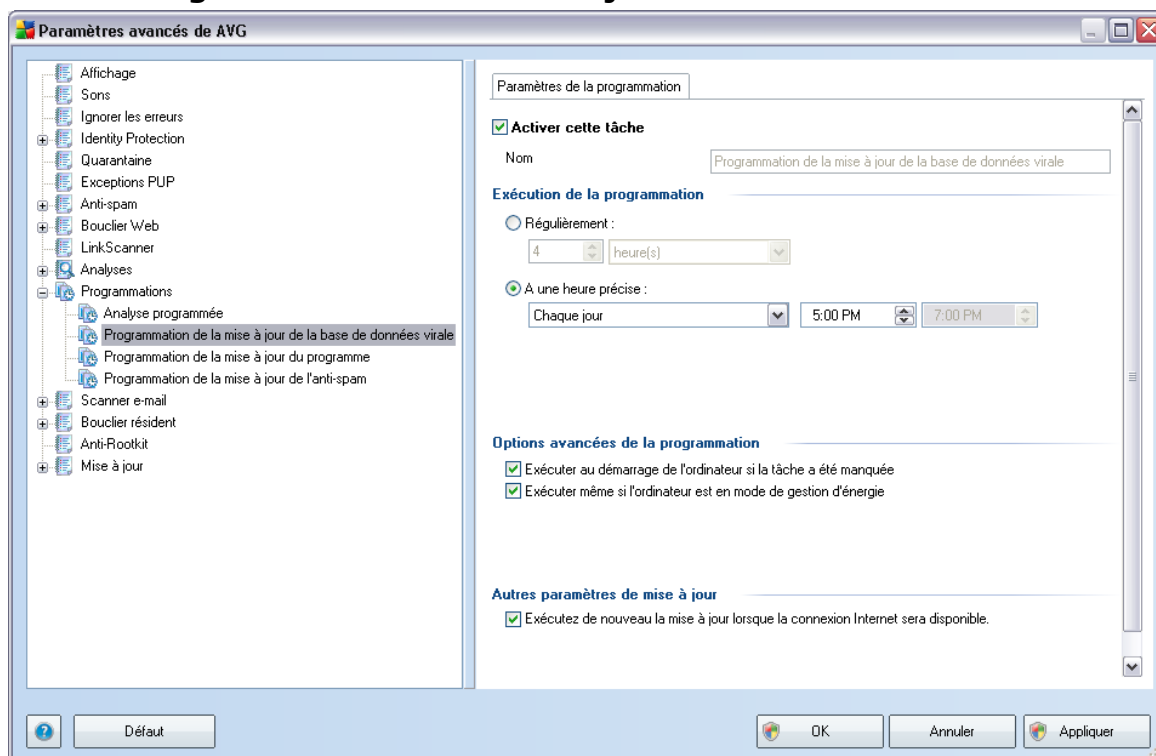 Paramètres avancés de AVG
Affichage
Sons
Ignorer les erreurs
Identity Protection
Quarantaine
Exceptions PUP
Anti-spam
Bouclier Web
LinkScanner
Analyses
Programmations
Analyse programmée
Programmation de la mise à jour de la base de données virale
Programmation de la mise à jour du programme
Programmation de la mise à jour de l'anti-spam
Scanner e-mail
Bouclier résident
Anti-Rootkit
Mise à jour
Paramètres de la programmation
Activer cette tâche
Nom Programmation de la mise à jour de la base de données virale
Exécution de la programmation
Régulièrement :
4 heure(s)
A une heure précise :
Chaque jour 5:00 PM 7:00 PM
Options avancées de la programmation
Exécuter au démarrage de l'ordinateur si la tâche a été manquée
Exécuter même si l'ordinateur est en mode de gestion d'énergie
Autres paramètres de mise à jour
Exécutez de nouveau la mise à jour lorsque la connexion Internet sera disponible.
? Défaut OK Annuler Appliquer